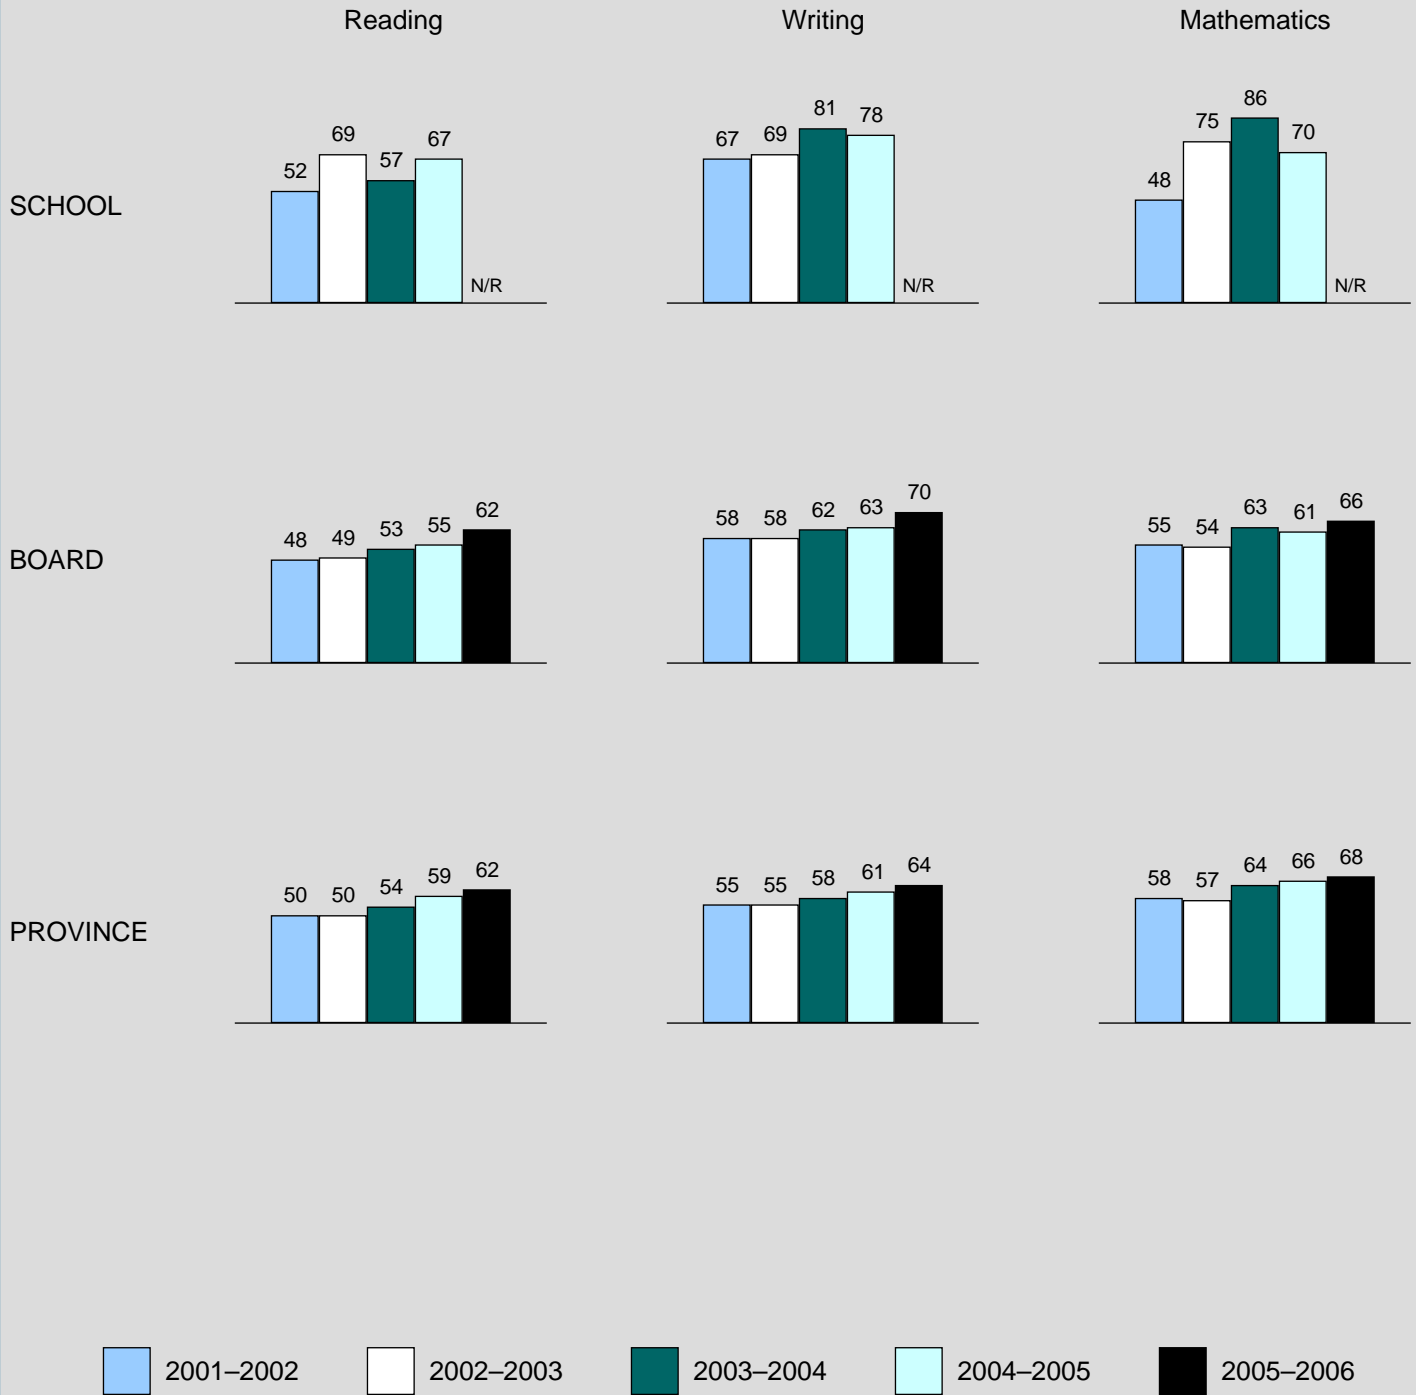 Reading Writing Mathematics
SCHOOL
52 69 57 67 N/R
67 69 81 78 N/R
48 75 86 70 N/R
BOARD
48 49 53 55 62
58 58 62 63 70
55 54 63 61 66
PROVINCE
50 50 54 59 62
55 55 58 61 64
58 57 64 66 68
2001–2002 2002–2003 2003–2004 2004–2005 2005–2006